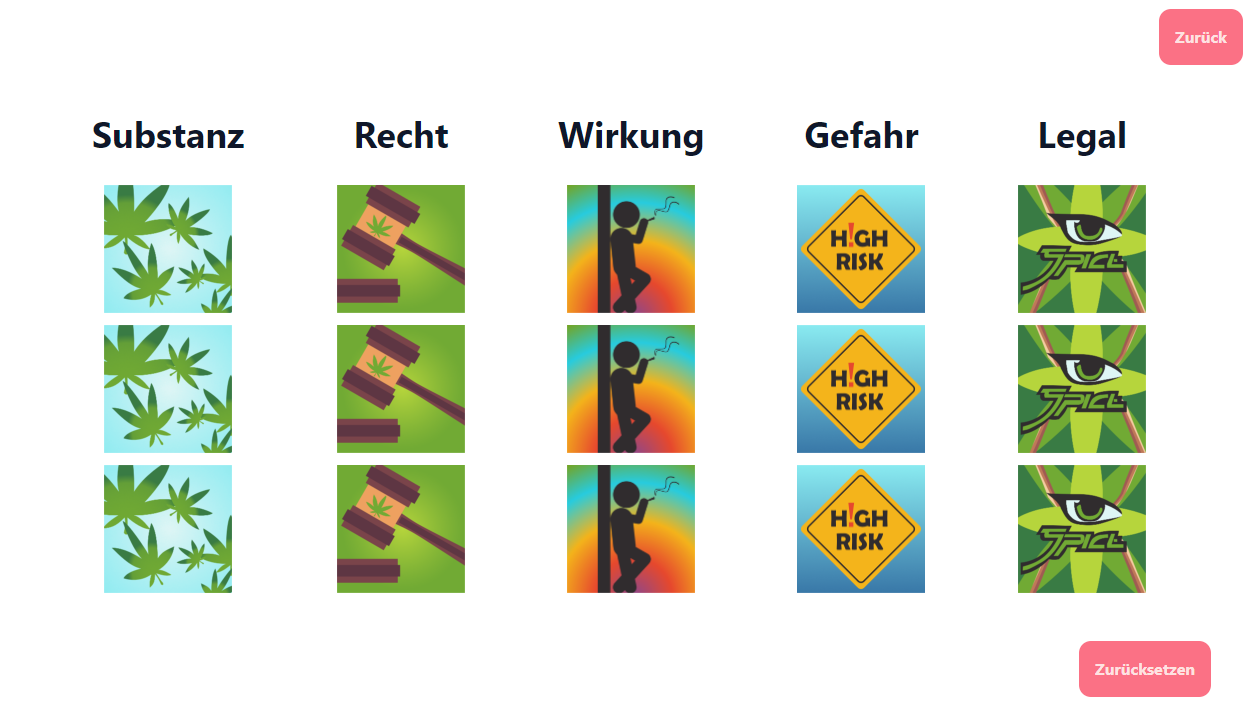 Zurück
Substanz
Recht
Wirkung
Gefahr
Legal
H!GH
RISK
SPICE
H!GH
RISK
SPICE
H!GH
RISK
SPICE
Zurücksetzen